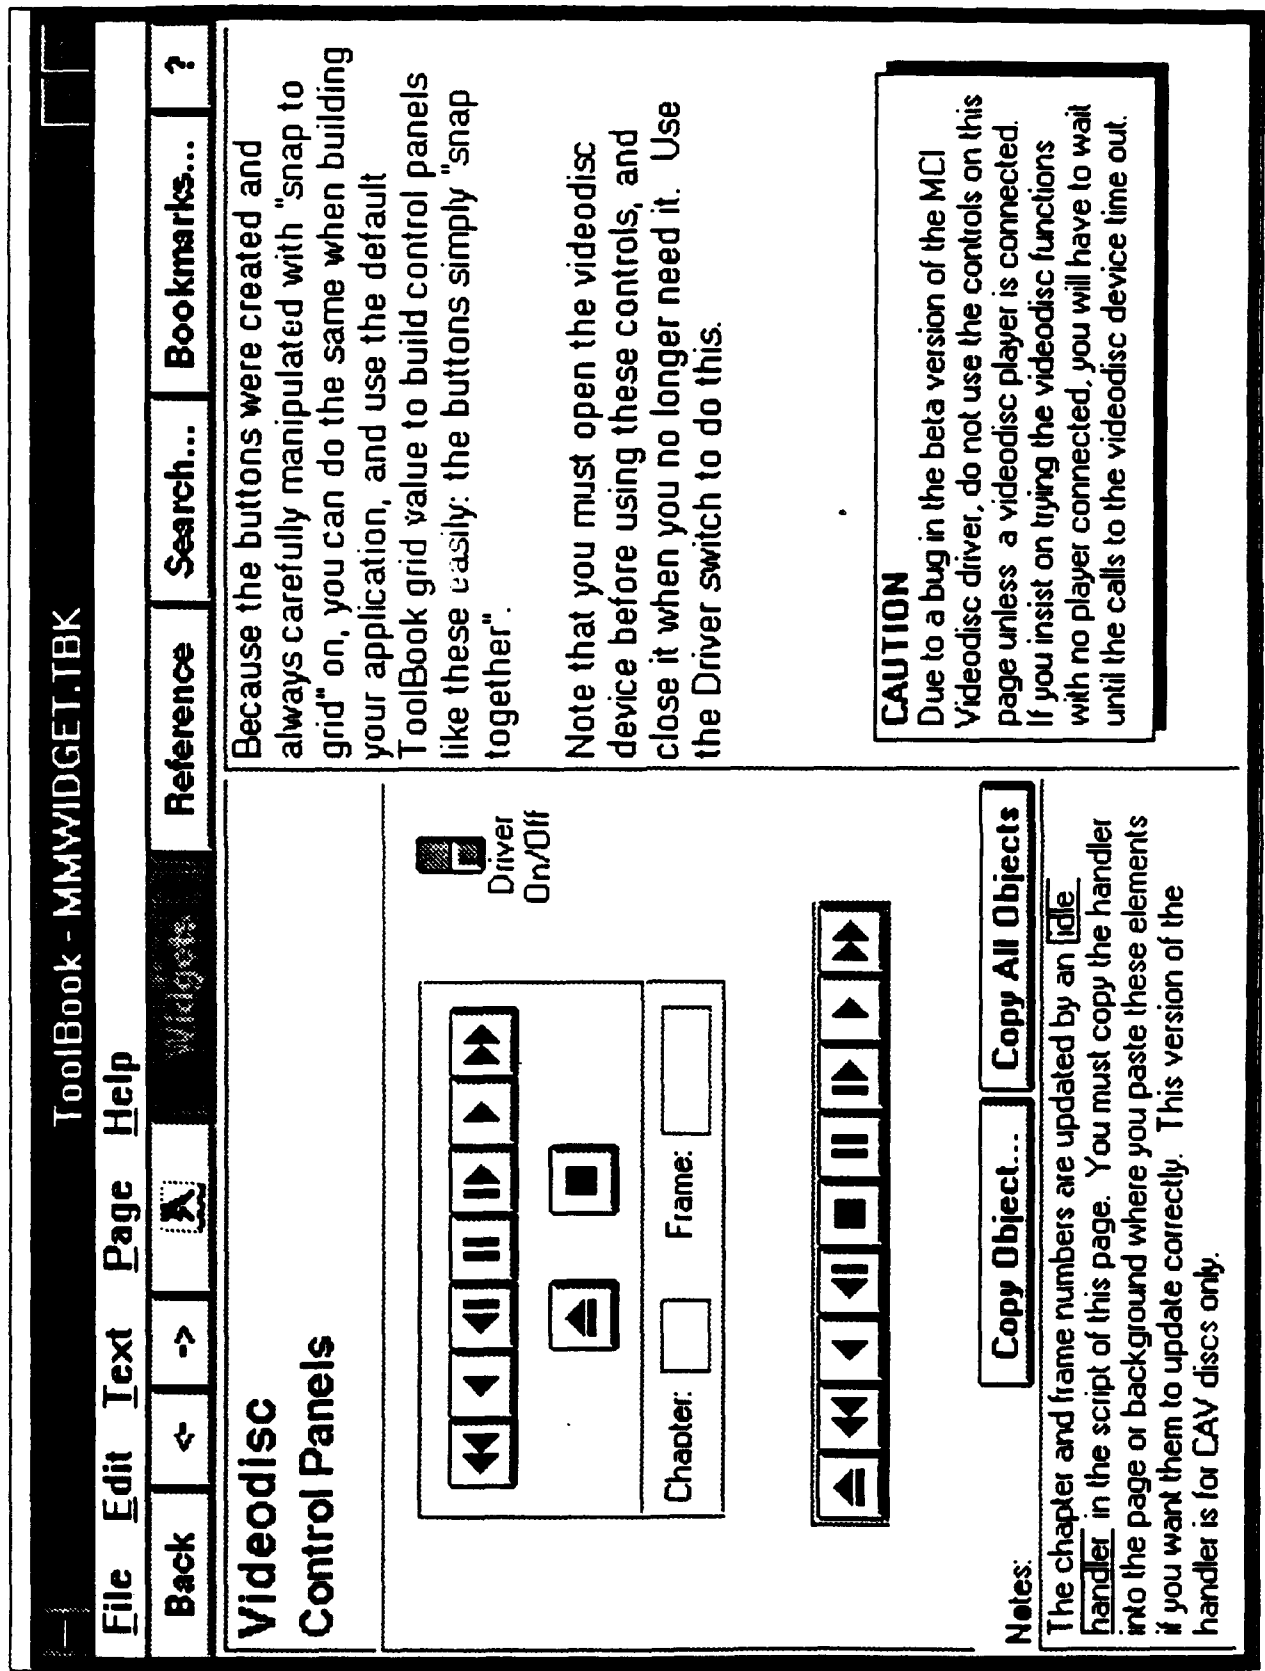 ToolBook - MMWIDGET.TBK
File Edit Text Page Help
Back <- -> Widgets Reference Search... Bookmarks... ?
Videodisc
Control Panels
Driver
On/Off
Chapter: Frame:
Copy Object... Copy All Objects
Notes:
The chapter and frame numbers are updated by an idle
handler in the script of this page. You must copy the handler
into the page or background where you paste these elements
if you want them to update correctly. This version of the
handler is for CAV discs only.
Because the buttons were created and
always carefully manipulated with "snap to
grid" on, you can do the same when building
your application, and use the default
ToolBook grid value to build control panels
like these easily: the buttons simply "snap
together".
Note that you must open the videodisc
device before using these controls, and
close it when you no longer need it. Use
the Driver switch to do this.
CAUTION
Due to a bug in the beta version of the MCI
Videodisc driver, do not use the controls on this
page unless a videodisc player is connected.
If you insist on trying the videodisc functions
with no player connected, you will have to wait
until the calls to the videodisc device time out.